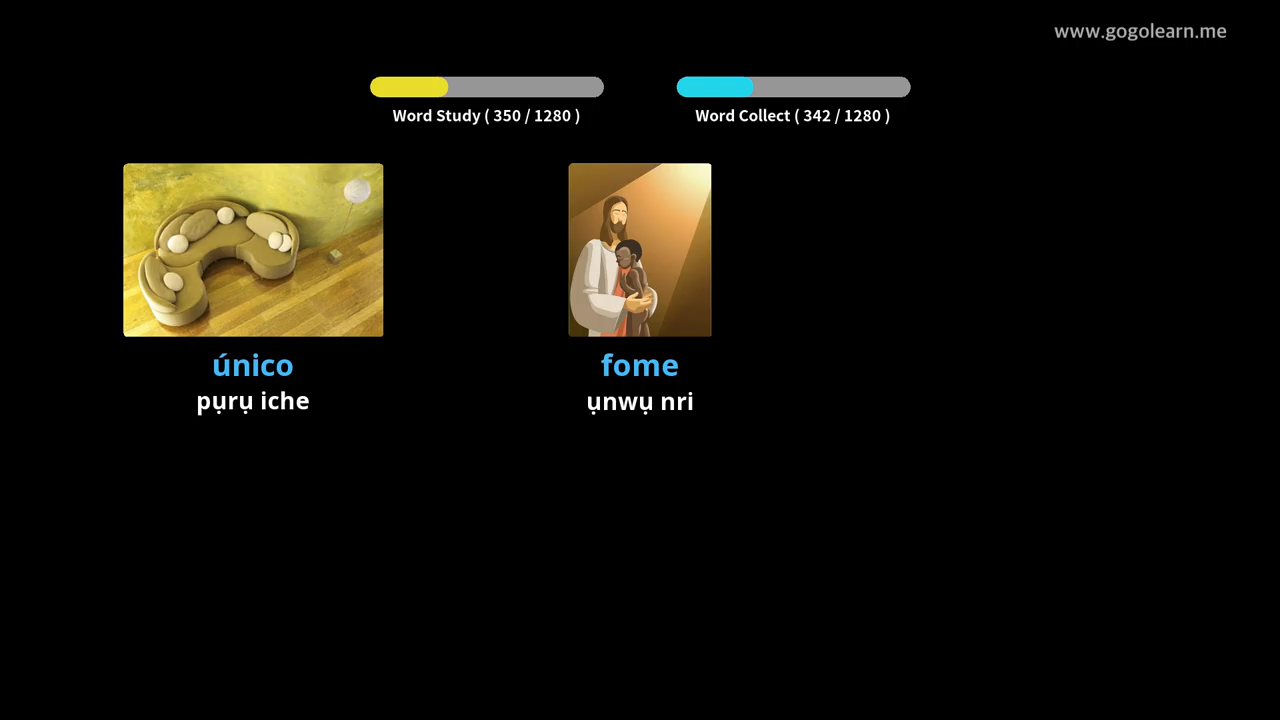 www.gogolearn.me
Word Study ( 350 / 1280 )
Word Collect ( 342 / 1280 )
único
pụrụ iche
fome
ụnwụ nri